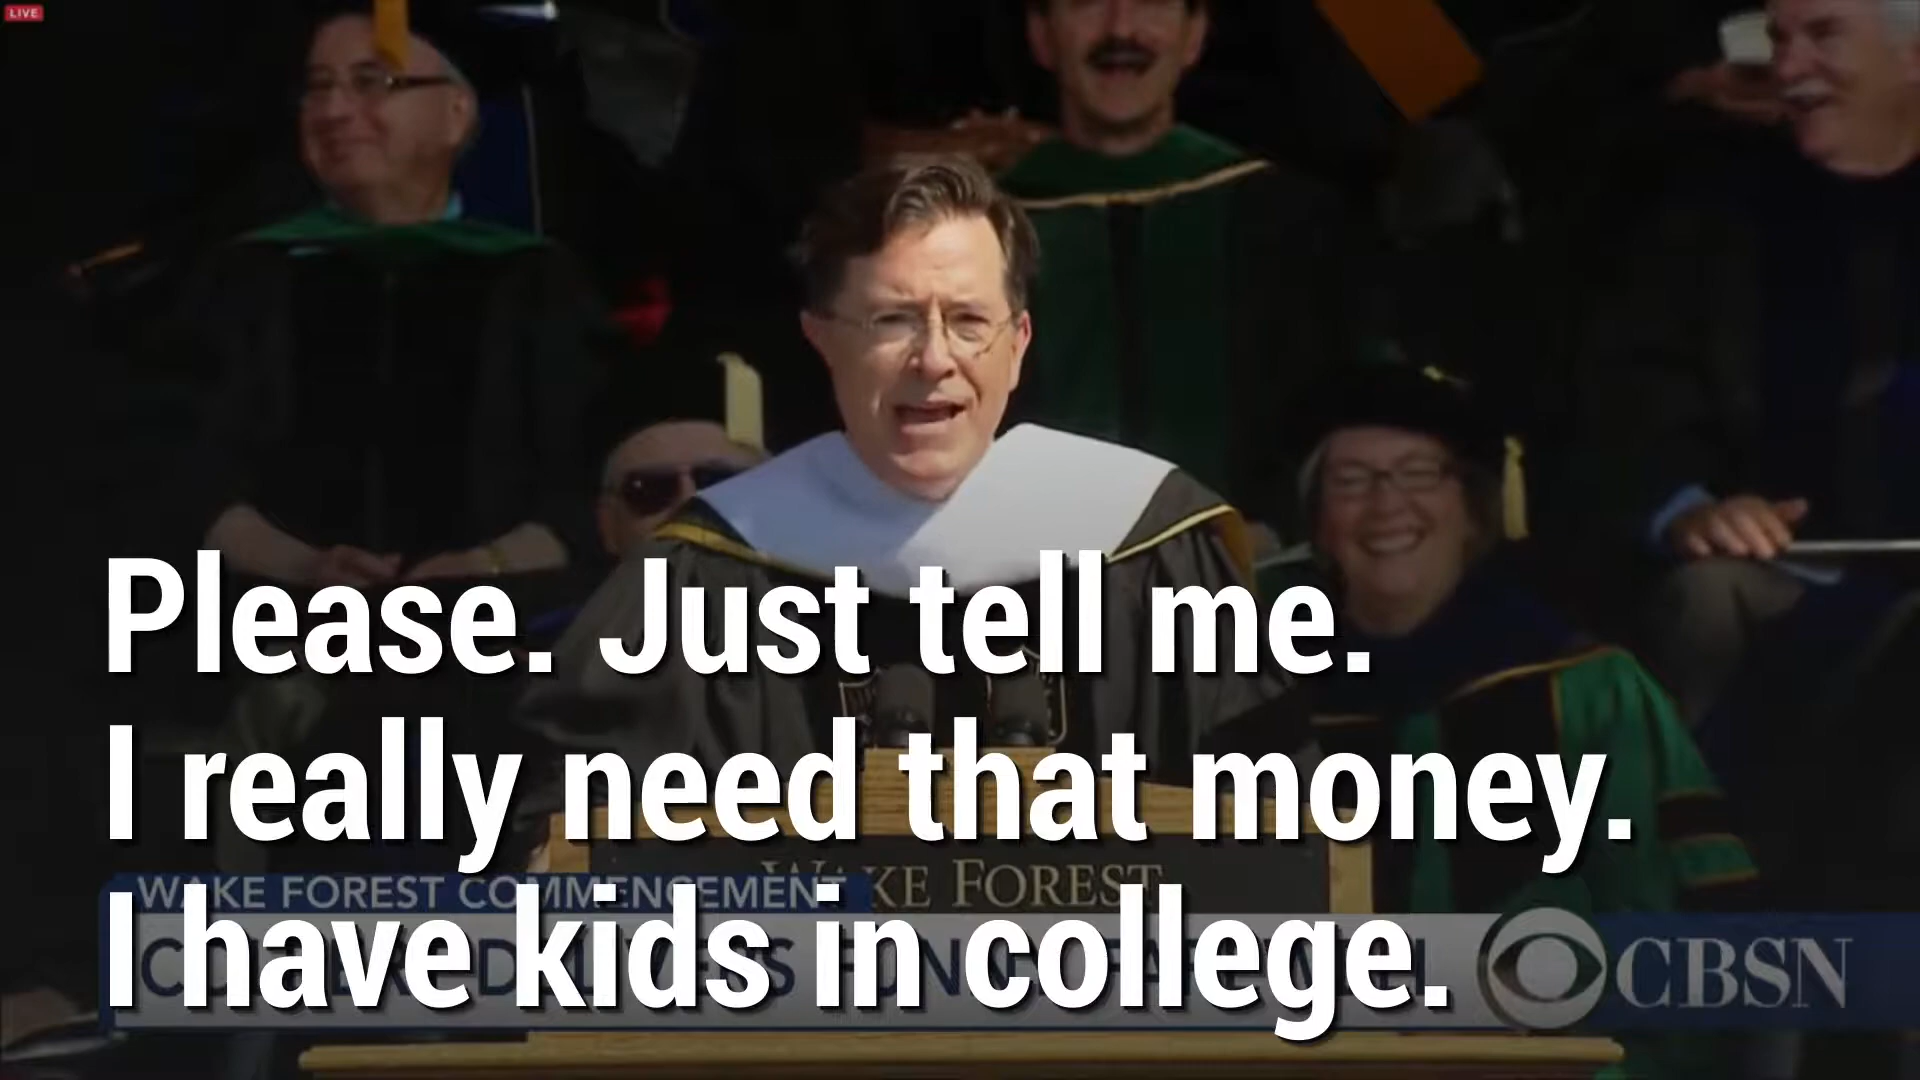 LIVE
Please. Just tell me.
I really need that money.
WAKE FOREST
WAKE FOREST COMMENCEMENT
I have kids in college.
CBSN